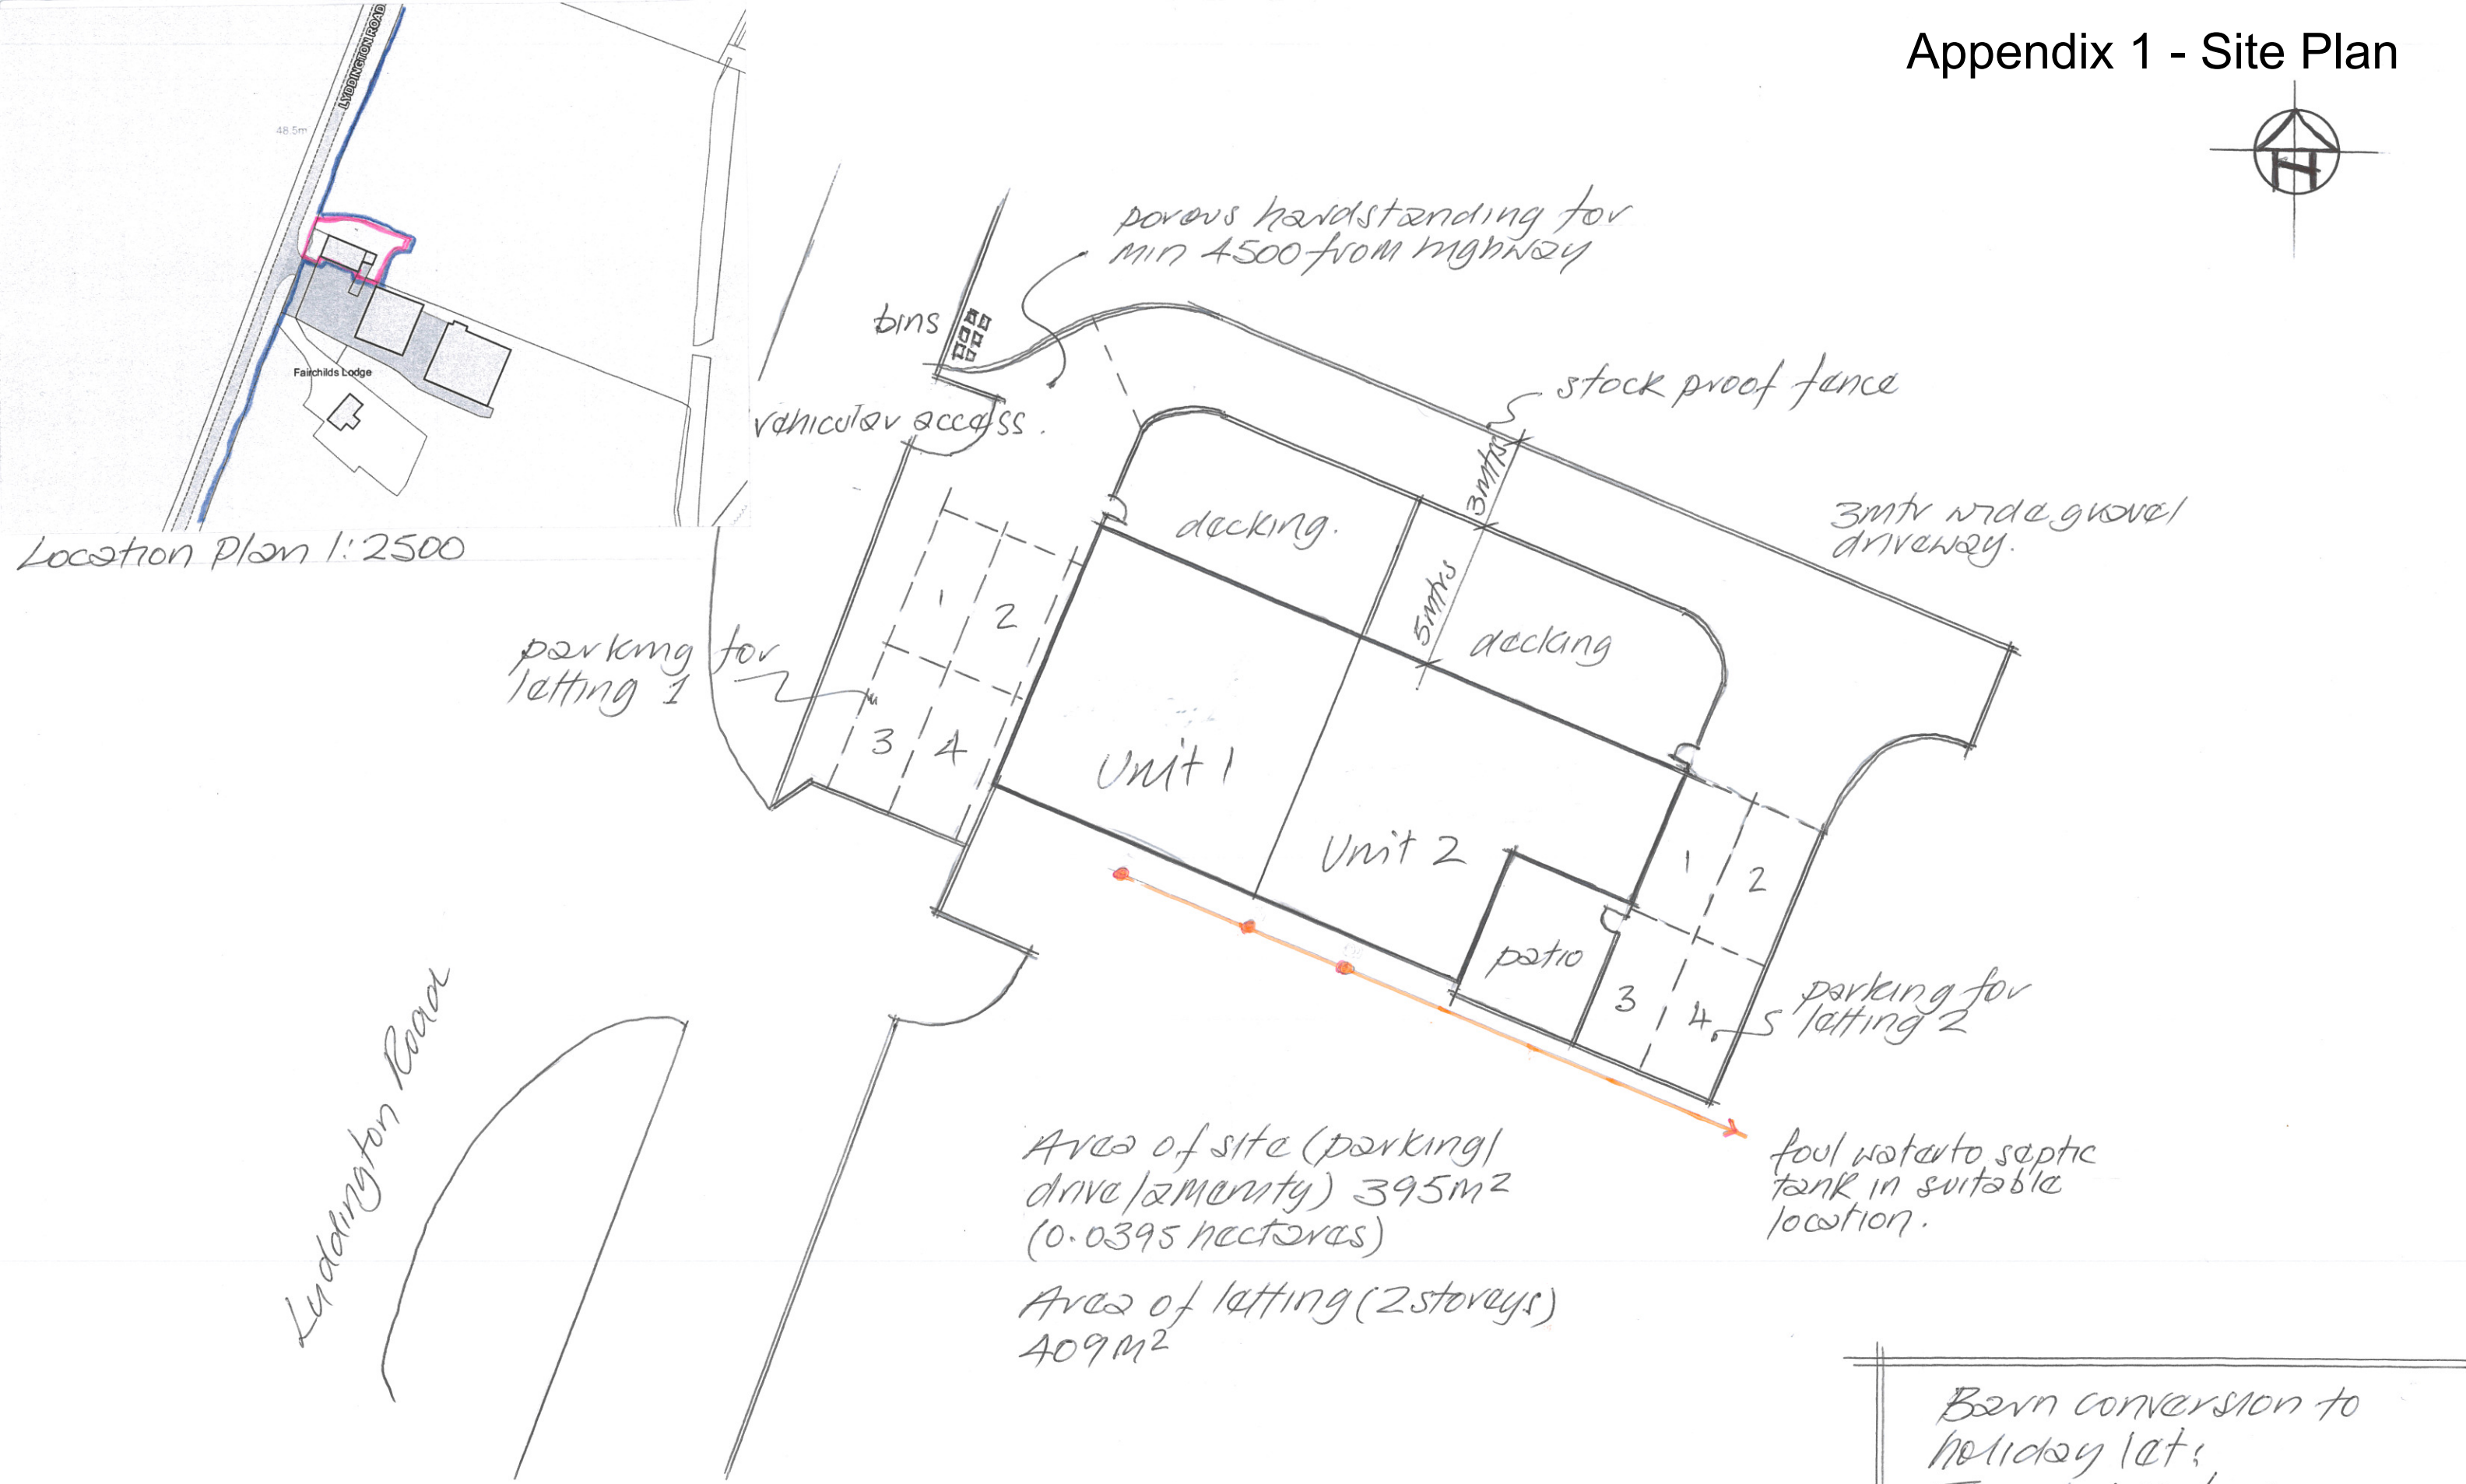 Appendix 1 - Site Plan
LYDDINGTON ROAD
48.5m
Fairchilds Lodge
Location Plan 1:2500
porous hardstanding for
min 4500 from highway
bins
stock proof fence
vehicular access.
3mtrs
3mtr wide gravel
driveway.
decking.
5mtrs
decking
1
2
parking for
letting 1
3
4
Unit 1
Unit 2
1
2
patio
3
4
parking for
letting 2
Luddington Road
Area of site (parking/
drive/amenity) 395m²
(0.0395 hectares)
foul water to septic
tank in suitable
location.
Area of letting (2 storeys)
409m²
Barn conversion to
holiday let: